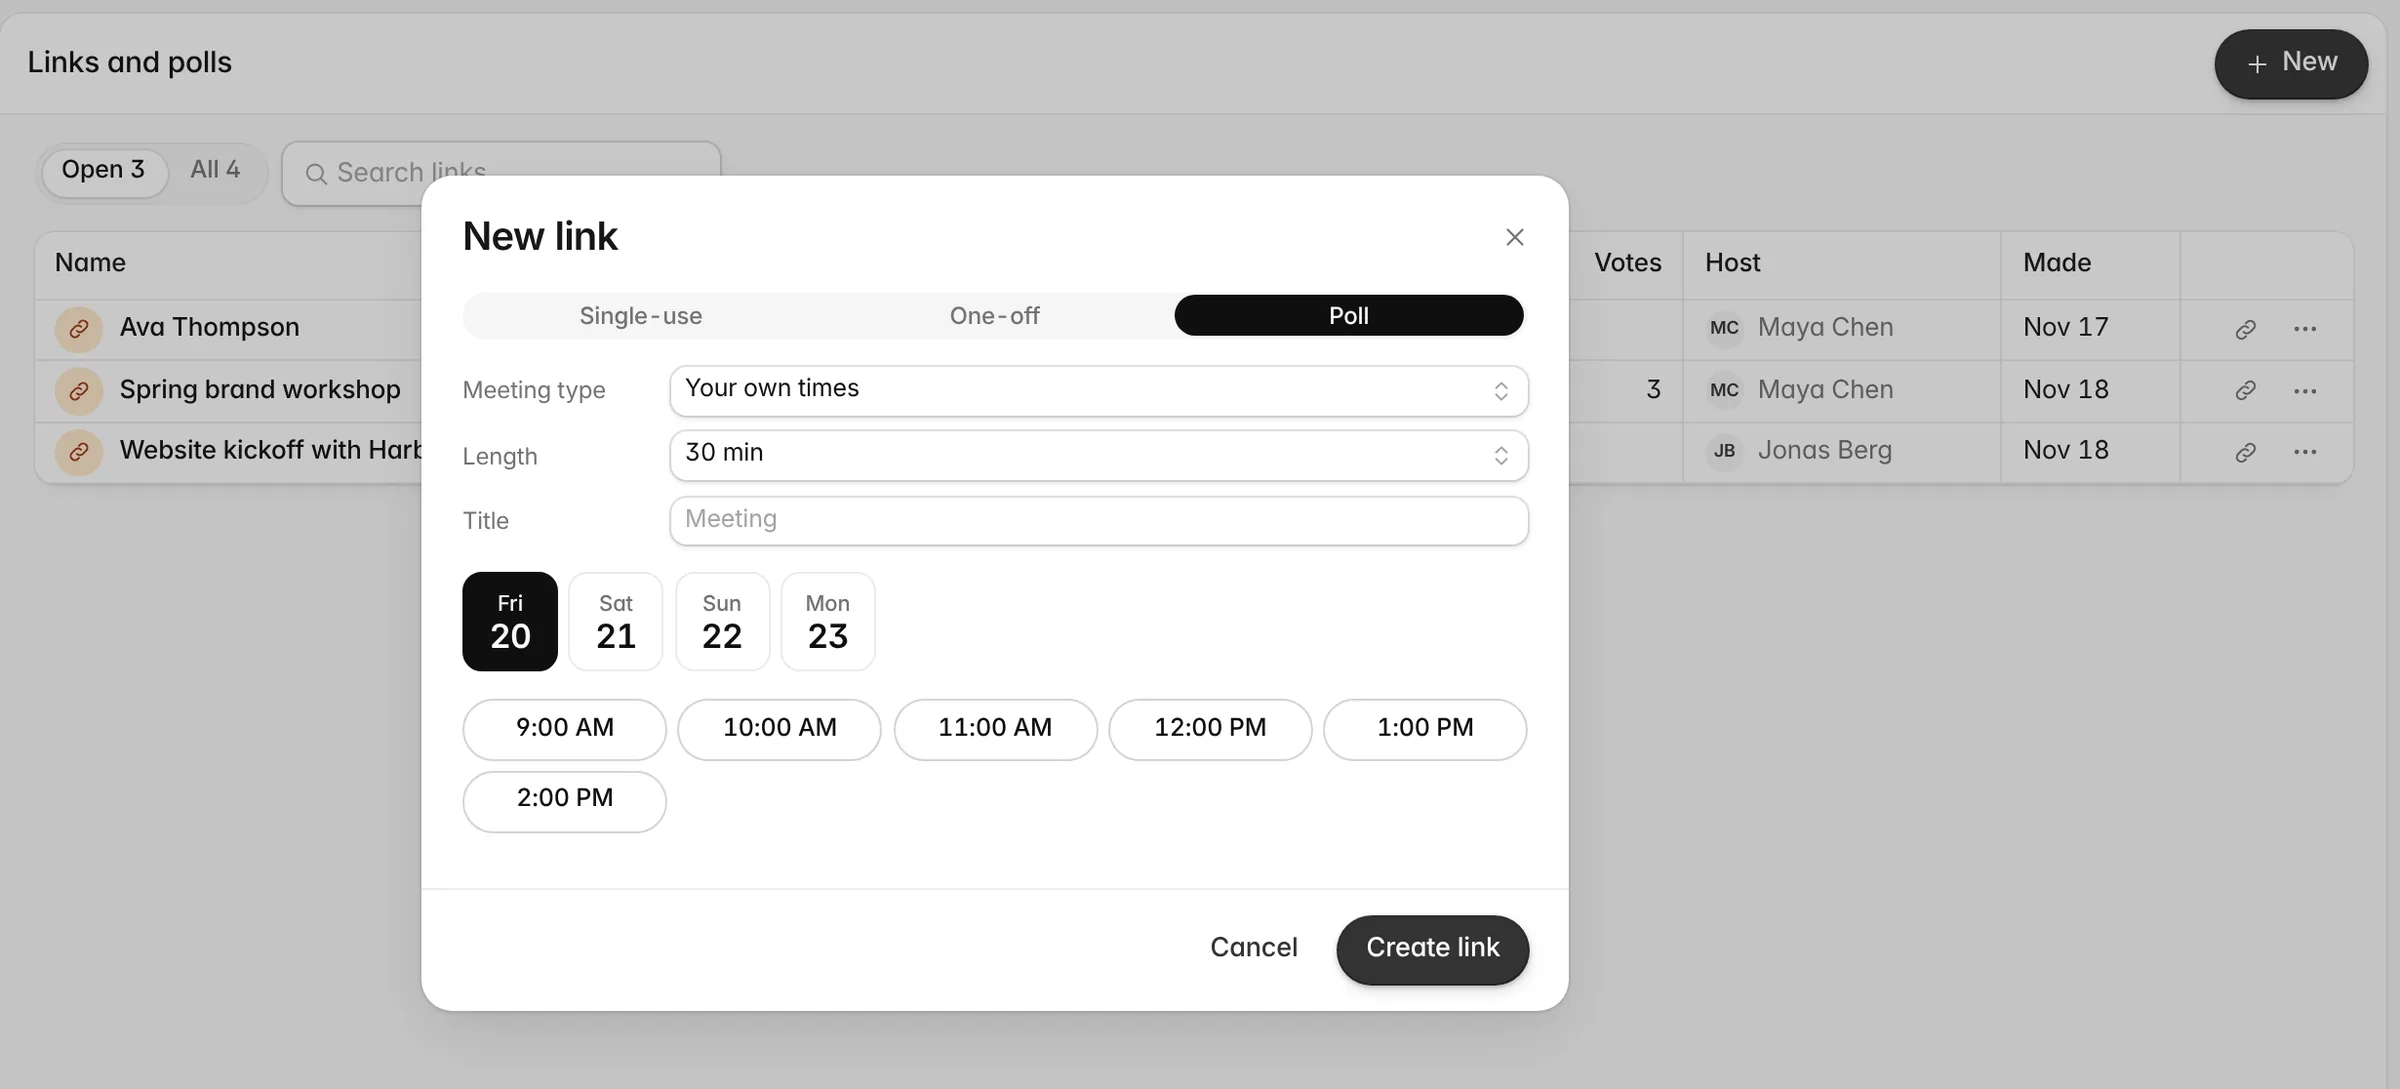 Links and polls
+ New
Open 3 All 4 Search links
Name Votes Host Made
Ava Thompson MC Maya Chen Nov 17
Spring brand workshop 3 MC Maya Chen Nov 18
Website kickoff with JB Jonas Berg Nov 18
New link
Single-use One-off Poll
Meeting type Your own times
Length 30 min
Title Meeting
Fri Sat Sun Mon
20 21 22 23
9:00 AM 10:00 AM 11:00 AM 12:00 PM 1:00 PM
2:00 PM
Cancel Create link